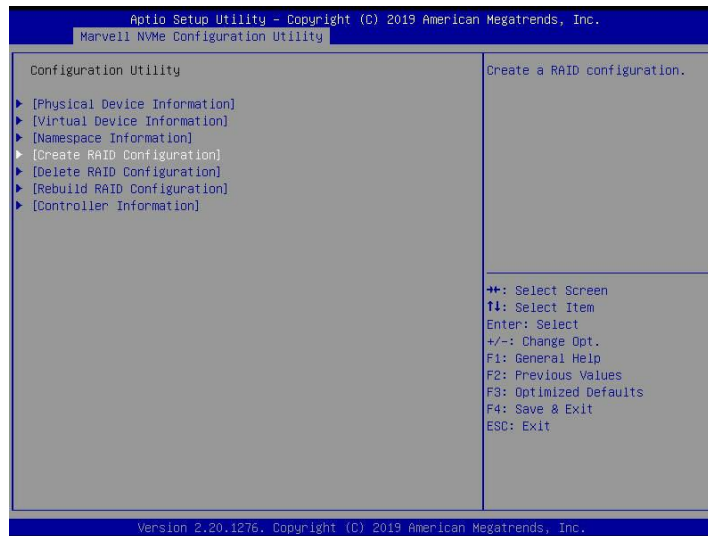 Aptio Setup Utility – Copyright (C) 2019 American Megatrends, Inc.
Marvell NVMe Configuration Utility
Configuration Utility
[Physical Device Information]
[Virtual Device Information]
[Namespace Information]
[Create RAID Configuration]
[Delete RAID Configuration]
[Rebuild RAID Configuration]
[Controller Information]
Create a RAID configuration.
→←: Select Screen
↑↓: Select Item
Enter: Select
+/-: Change Opt.
F1: General Help
F2: Previous Values
F3: Optimized Defaults
F4: Save & Exit
ESC: Exit
Version 2.20.1276. Copyright (C) 2019 American Megatrends, Inc.